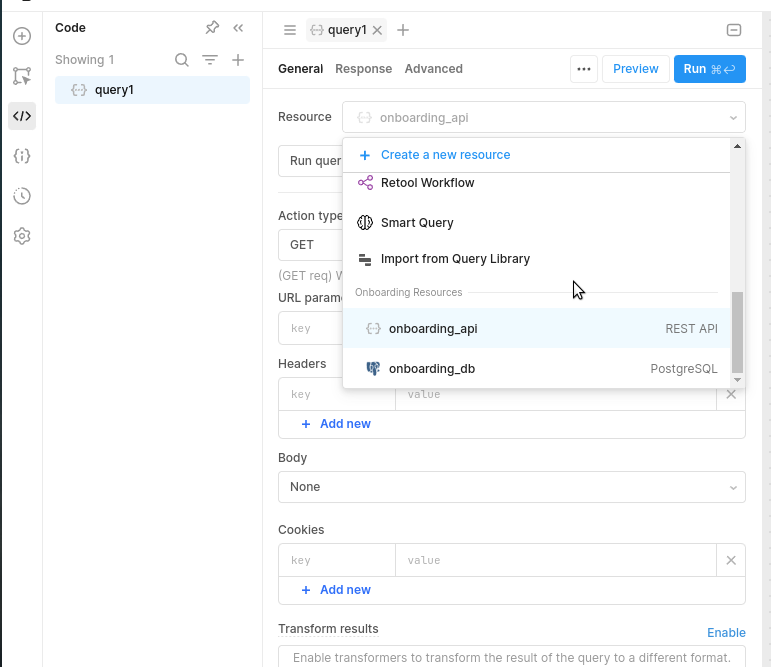 Code
Showing 1
query1
query1
General
Response
Advanced
Preview
Run ⌘↵
Resource
onboarding_api
Create a new resource
Run quer
Retool Workflow
Smart Query
Import from Query Library
Onboarding Resources
onboarding_api
REST API
onboarding_db
PostgreSQL
Action type
GET
(GET req) W
URL param
key
Headers
key
value
+ Add new
Body
None
Cookies
key
value
+ Add new
Transform results
Enable
Enable transformers to transform the result of the query to a different format.